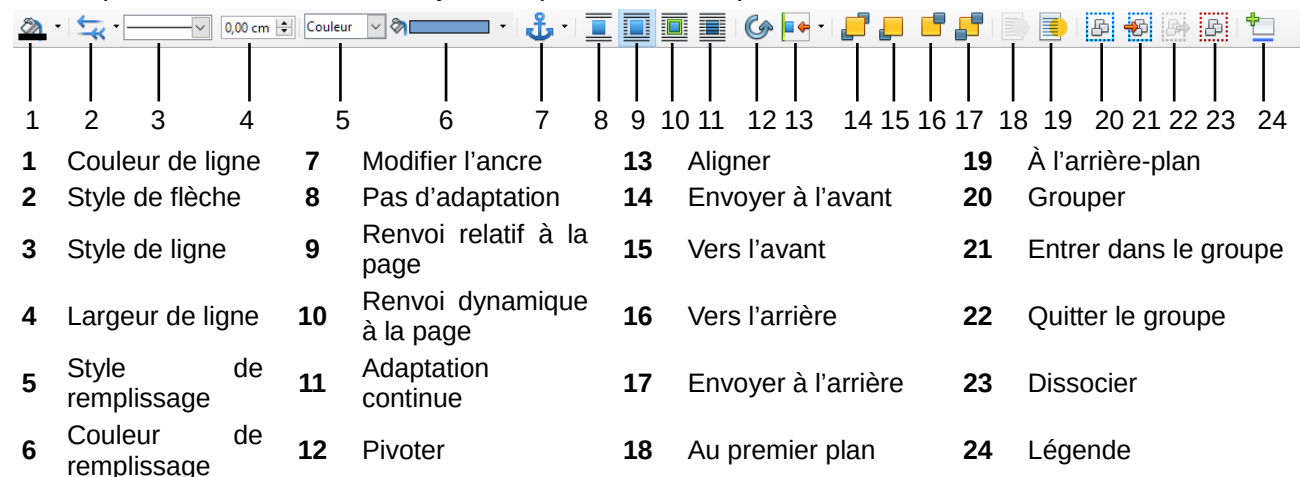 0,00 cm Couleur
1 2 3 4 5 6 7 8 9 10 11 12 13 14 15 16 17 18 19 20 21 22 23 24
1 Couleur de ligne 7 Modifier l’ancre 13 Aligner 19 À l’arrière-plan
2 Style de flèche 8 Pas d’adaptation 14 Envoyer à l’avant 20 Grouper
3 Style de ligne 9 Renvoi relatif à la page 15 Vers l’avant 21 Entrer dans le groupe
4 Largeur de ligne 10 Renvoi dynamique à la page 16 Vers l’arrière 22 Quitter le groupe
5 Style de remplissage 11 Adaptation continue 17 Envoyer à l’arrière 23 Dissocier
6 Couleur de remplissage 12 Pivoter 18 Au premier plan 24 Légende